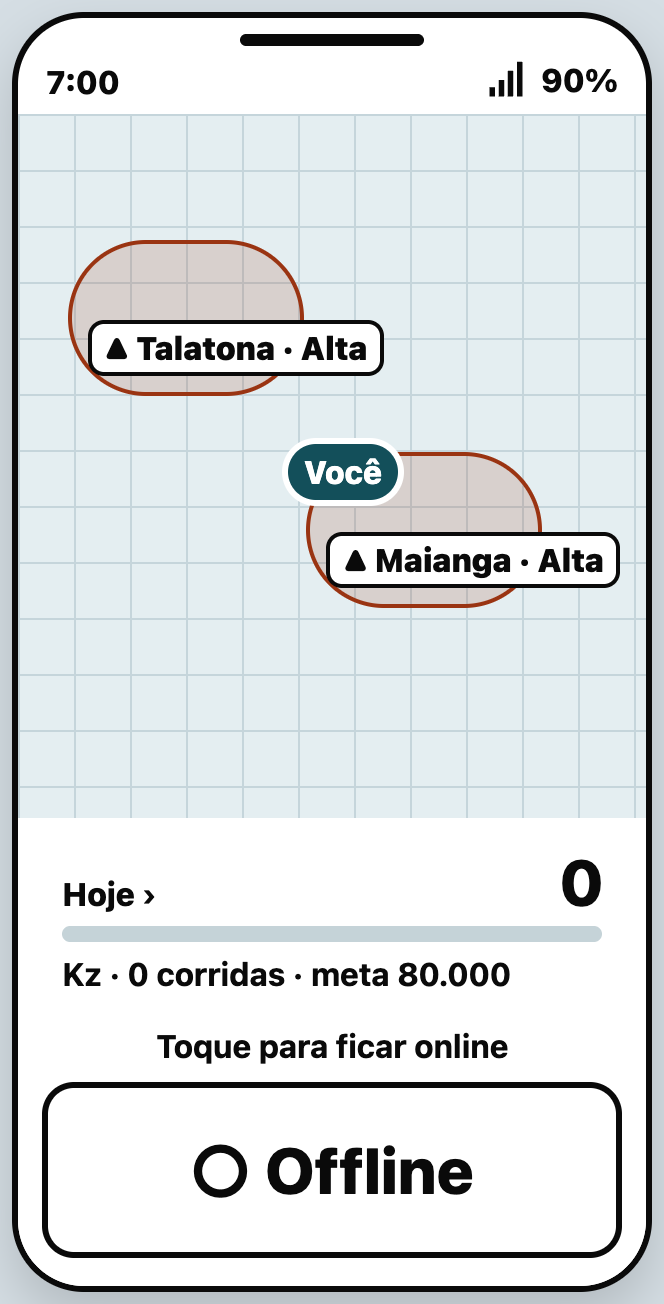 7:00 90%
▲ Talatona · Alta
Você
▲ Maianga · Alta
Hoje › 0
Kz · 0 corridas · meta 80.000
Toque para ficar online
Offline